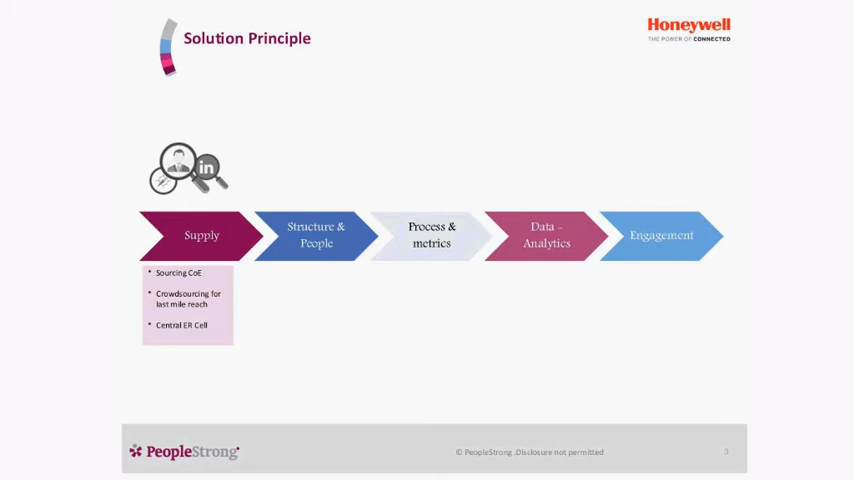 Solution Principle
Honeywell
THE POWER OF CONNECTED
in
Supply
Structure &
People
Process &
metrics
Data -
Analytics
Engagement
• Sourcing CoE
• Crowdsourcing for
last mile reach
• Central ER Cell
PeopleStrong
© PeopleStrong .Disclosure not permitted
3